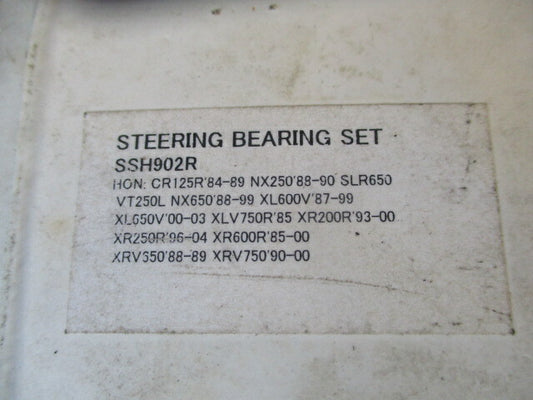 STEERING BEARING SET
SSH902R
HON: CR125R'84-89 NX250'88-90 SLR650
VT250L NX650'88-99 XL600V'87-99
XL650V'00-03 XLV750R'85 XR200R'93-00
XR250R'96-04 XR600R'85-00
XRV650'88-89 XRV750'90-00